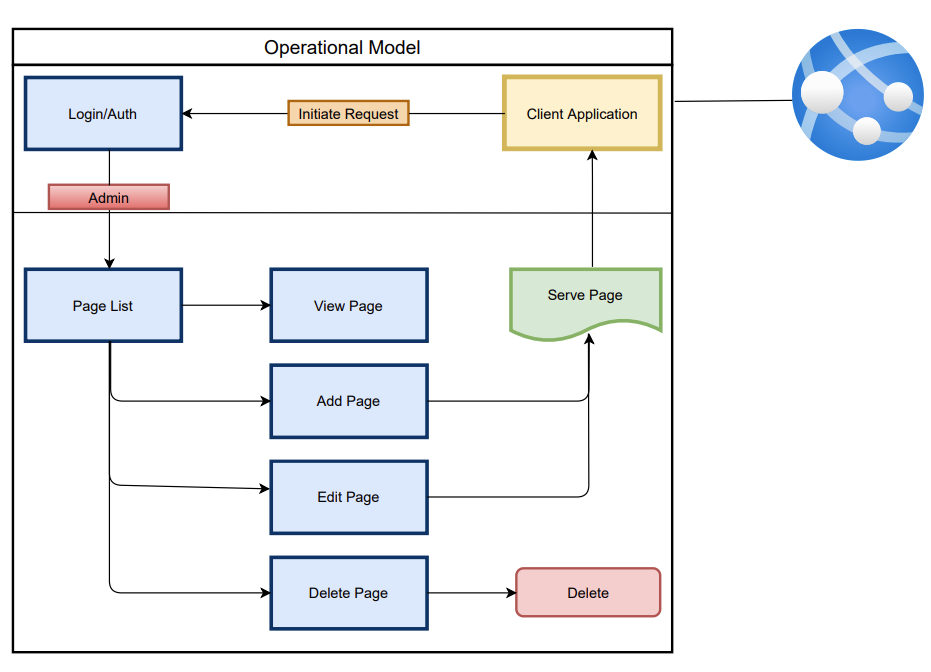 Operational Model
Login/Auth
Initiate Request
Client Application
Admin
Page List
View Page
Serve Page
Add Page
Edit Page
Delete Page
Delete